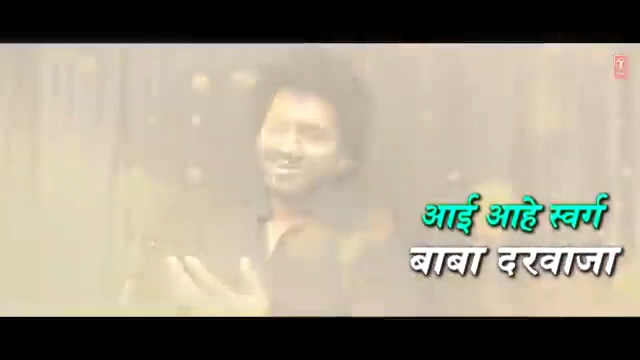 आई आहे स्वर्ग
बाबा दरवाजा